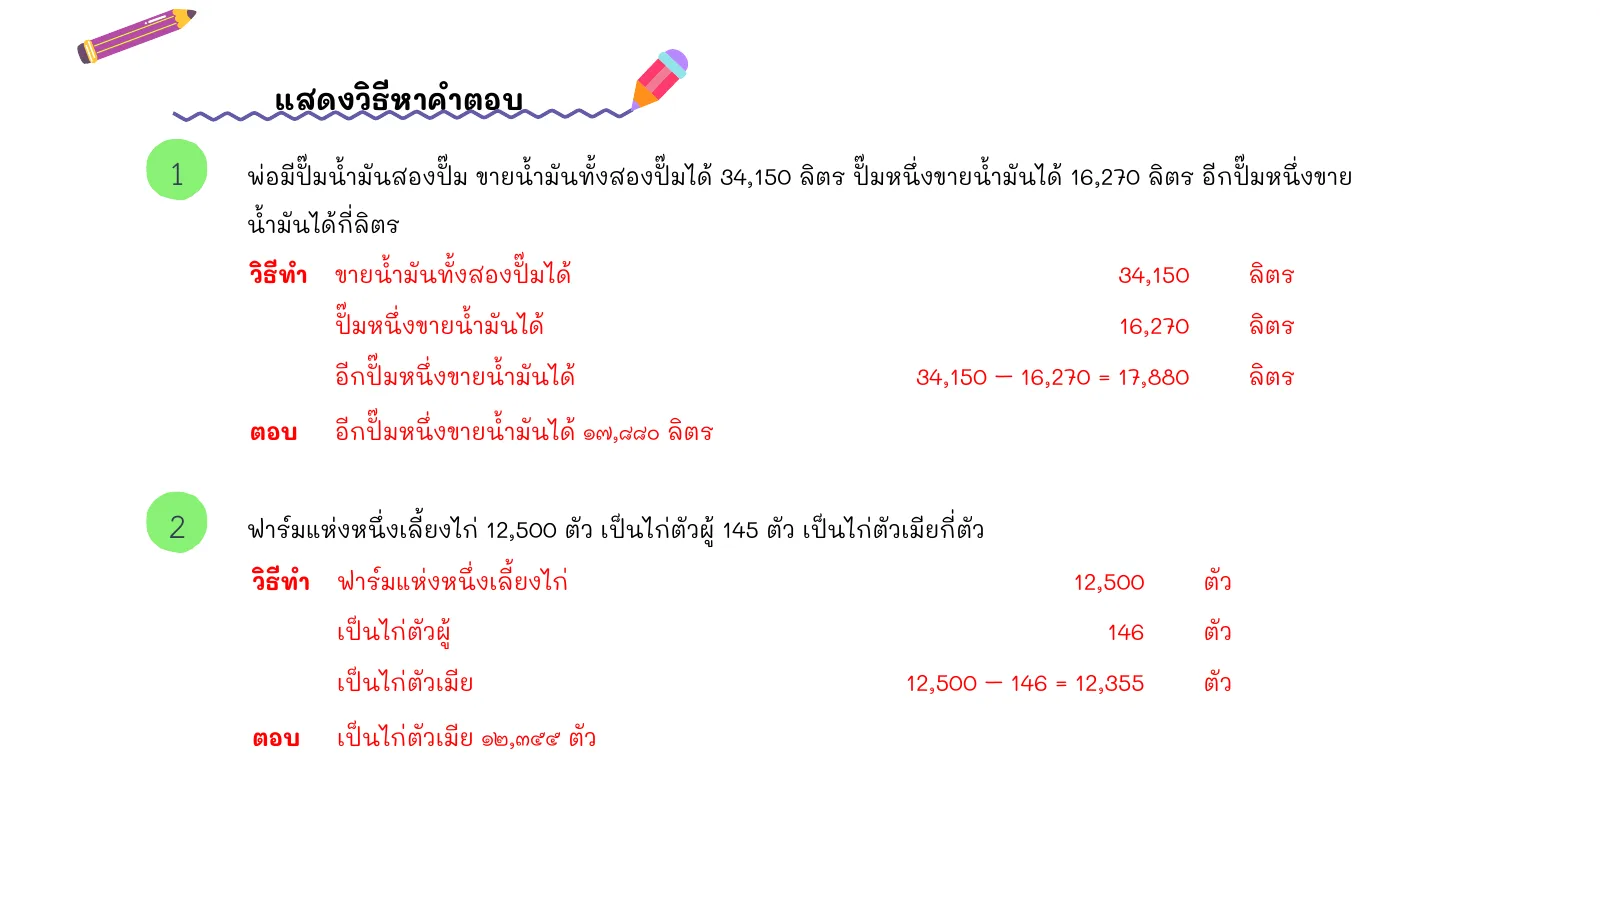 แสดงวิธีหาคำตอบ
1 พ่อมีปั๊มน้ำมันสองปั๊ม ขายน้ำมันทั้งสองปั๊มได้ 34,150 ลิตร ปั๊มหนึ่งขายน้ำมันได้ 16,270 ลิตร อีกปั๊มหนึ่งขาย
น้ำมันได้กี่ลิตร
วิธีทำ ขายน้ำมันทั้งสองปั๊มได้ 34,150 ลิตร
ปั๊มหนึ่งขายน้ำมันได้ 16,270 ลิตร
อีกปั๊มหนึ่งขายน้ำมันได้ 34,150 – 16,270 = 17,880 ลิตร
ตอบ อีกปั๊มหนึ่งขายน้ำมันได้ ๑๗,๘๘๐ ลิตร
2 ฟาร์มแห่งหนึ่งเลี้ยงไก่ 12,500 ตัว เป็นไก่ตัวผู้ 145 ตัว เป็นไก่ตัวเมียกี่ตัว
วิธีทำ ฟาร์มแห่งหนึ่งเลี้ยงไก่ 12,500 ตัว
เป็นไก่ตัวผู้ 146 ตัว
เป็นไก่ตัวเมีย 12,500 – 146 = 12,355 ตัว
ตอบ เป็นไก่ตัวเมีย ๑๒,๓๕๕ ตัว